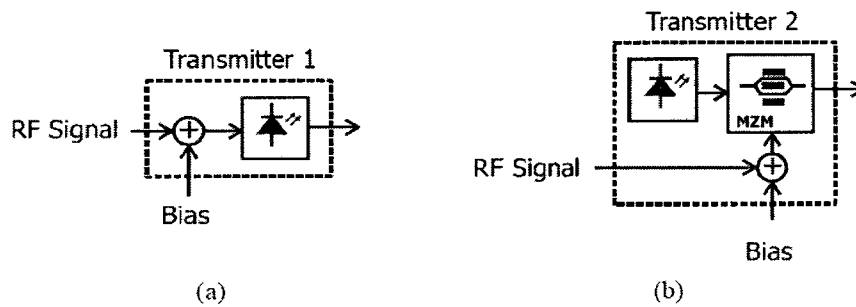 Transmitter 1
RF Signal
Bias
(a)
Transmitter 2
MZM
RF Signal
Bias
(b)